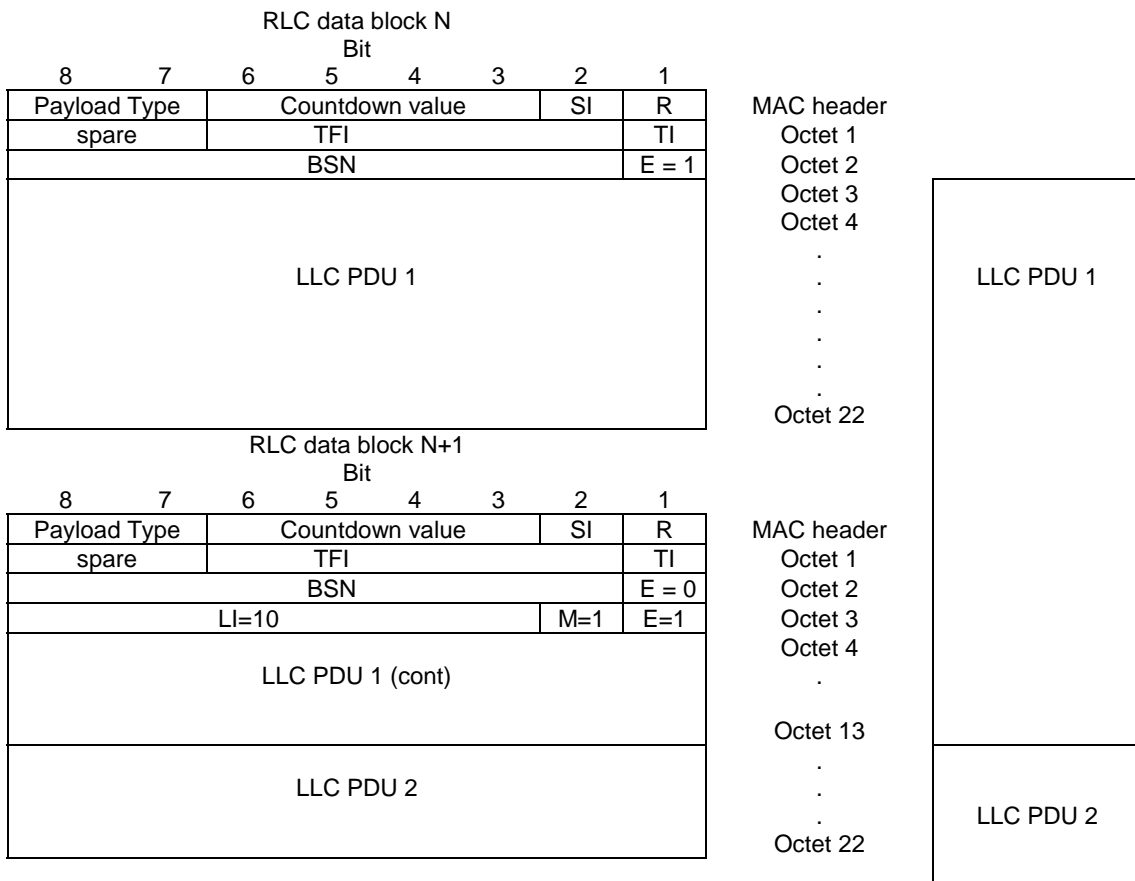 RLC data block N
Bit
8 7 6 5 4 3 2 1
Payload Type Countdown value SI R MAC header
spare TFI TI Octet 1
BSN E = 1 Octet 2
Octet 3
Octet 4
.
LLC PDU 1 . LLC PDU 1
.
.
.
.
Octet 22
RLC data block N+1
Bit
8 7 6 5 4 3 2 1
Payload Type Countdown value SI R MAC header
spare TFI TI Octet 1
BSN E = 0 Octet 2
LI=10 M=1 E=1 Octet 3
Octet 4
LLC PDU 1 (cont) .
Octet 13
.
LLC PDU 2 .
. LLC PDU 2
Octet 22